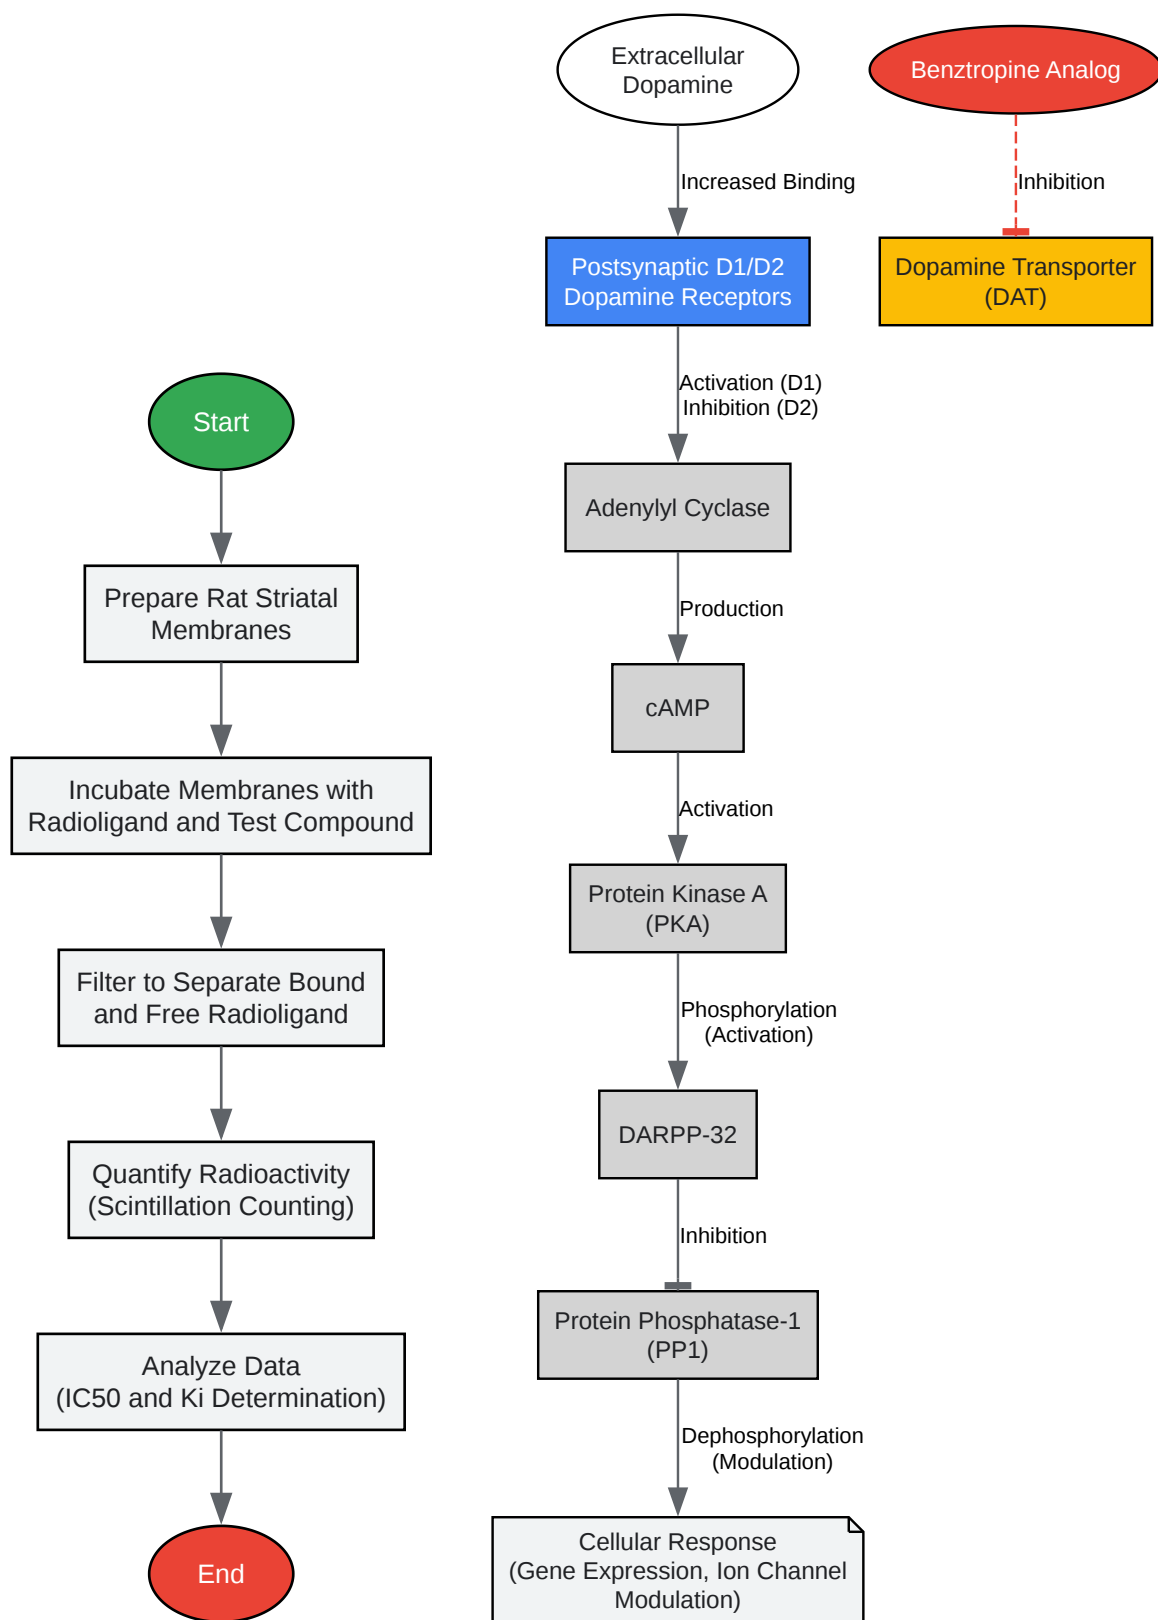 Start
Prepare Rat Striatal
Membranes
Incubate Membranes with
Radioligand and Test Compound
Filter to Separate Bound
and Free Radioligand
Quantify Radioactivity
(Scintillation Counting)
Analyze Data
(IC50 and Ki Determination)
End
Extracellular
Dopamine
Increased Binding
Postsynaptic D1/D2
Dopamine Receptors
Activation (D1)
Inhibition (D2)
Adenylyl Cyclase
Production
cAMP
Activation
Protein Kinase A
(PKA)
Phosphorylation
(Activation)
DARPP-32
Inhibition
Protein Phosphatase-1
(PP1)
Dephosphorylation
(Modulation)
Cellular Response
(Gene Expression, Ion Channel
Modulation)
Benztropine Analog
Inhibition
Dopamine Transporter
(DAT)